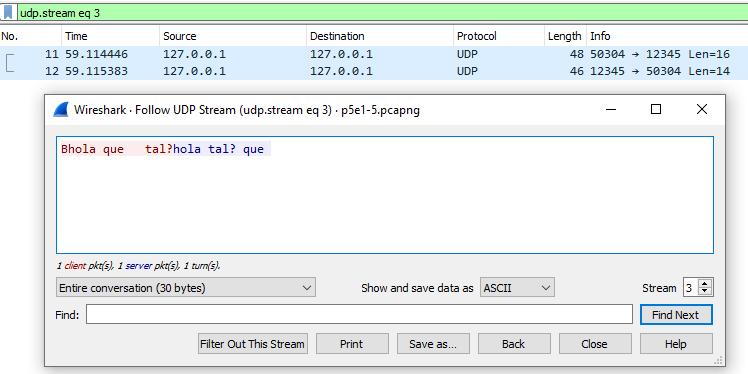 udp.stream eq 3
No. Time Source Destination Protocol Length Info
11 59.114446 127.0.0.1 127.0.0.1 UDP 48 50304 → 12345 Len=16
12 59.115383 127.0.0.1 127.0.0.1 UDP 46 12345 → 50304 Len=14
Wireshark · Follow UDP Stream (udp.stream eq 3) · p5e1-5.pcapng
Bhola que   tal?hola tal? que
1 client pkt(s), 1 server pkt(s), 1 turn(s).
Entire conversation (30 bytes) Show and save data as ASCII Stream 3
Find: Find Next
Filter Out This Stream Print Save as... Back Close Help